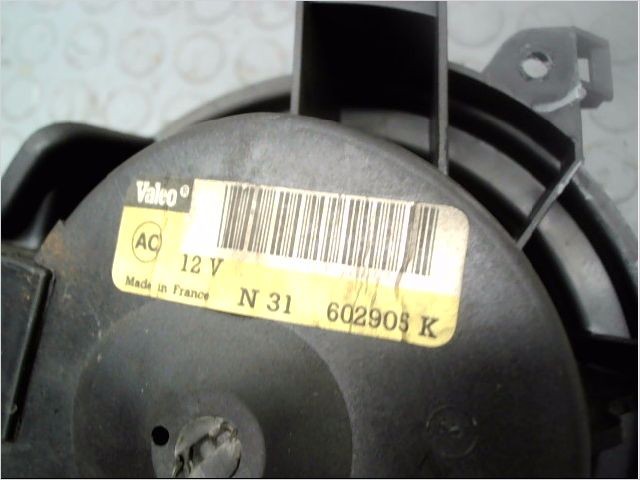 Valeo®
AC
12 V
Made in France
N 31 602905 K